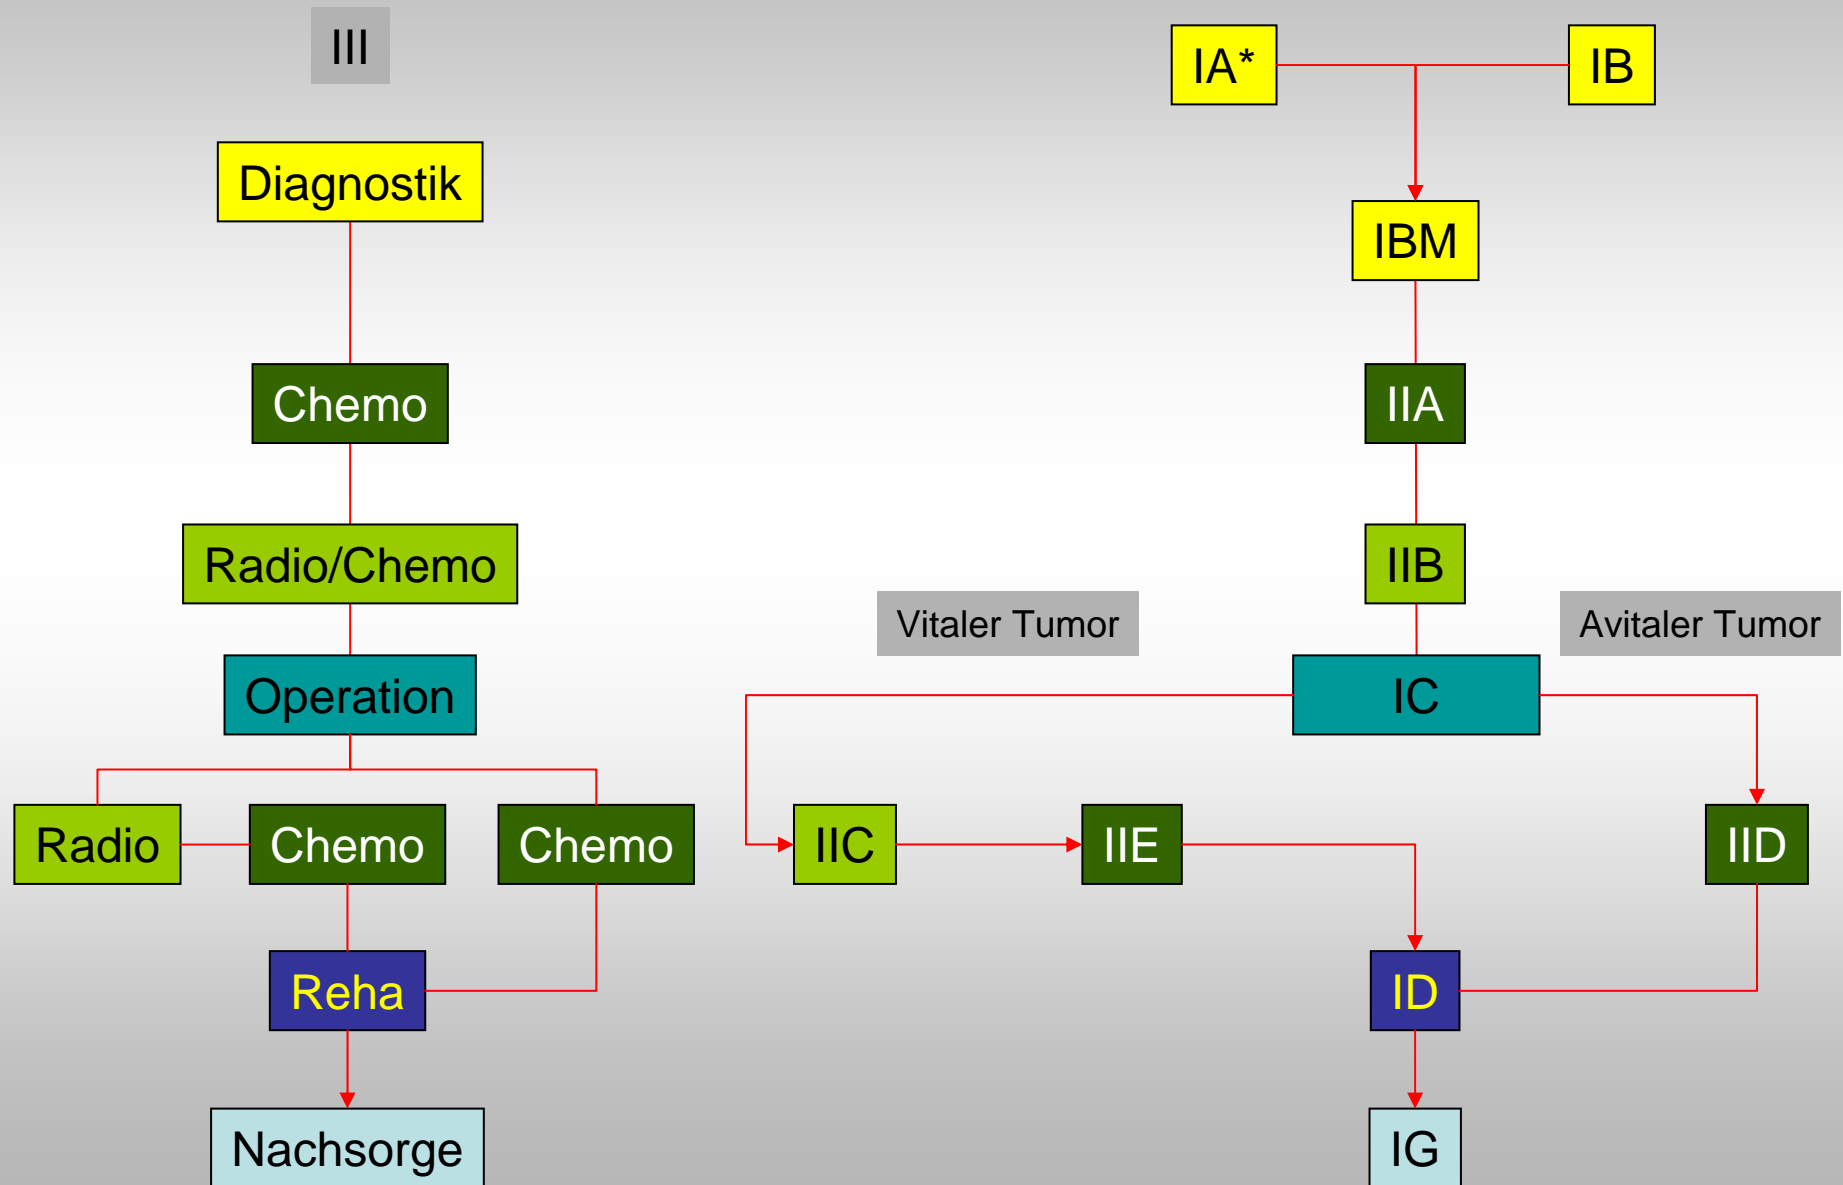 III
Diagnostik
Chemo
Radio/Chemo
Operation
Radio
Chemo
Chemo
Reha
Nachsorge
IA*
IB
IBM
IIA
IIB
Vitaler Tumor
Avitaler Tumor
IC
IIC
IIE
IID
ID
IG